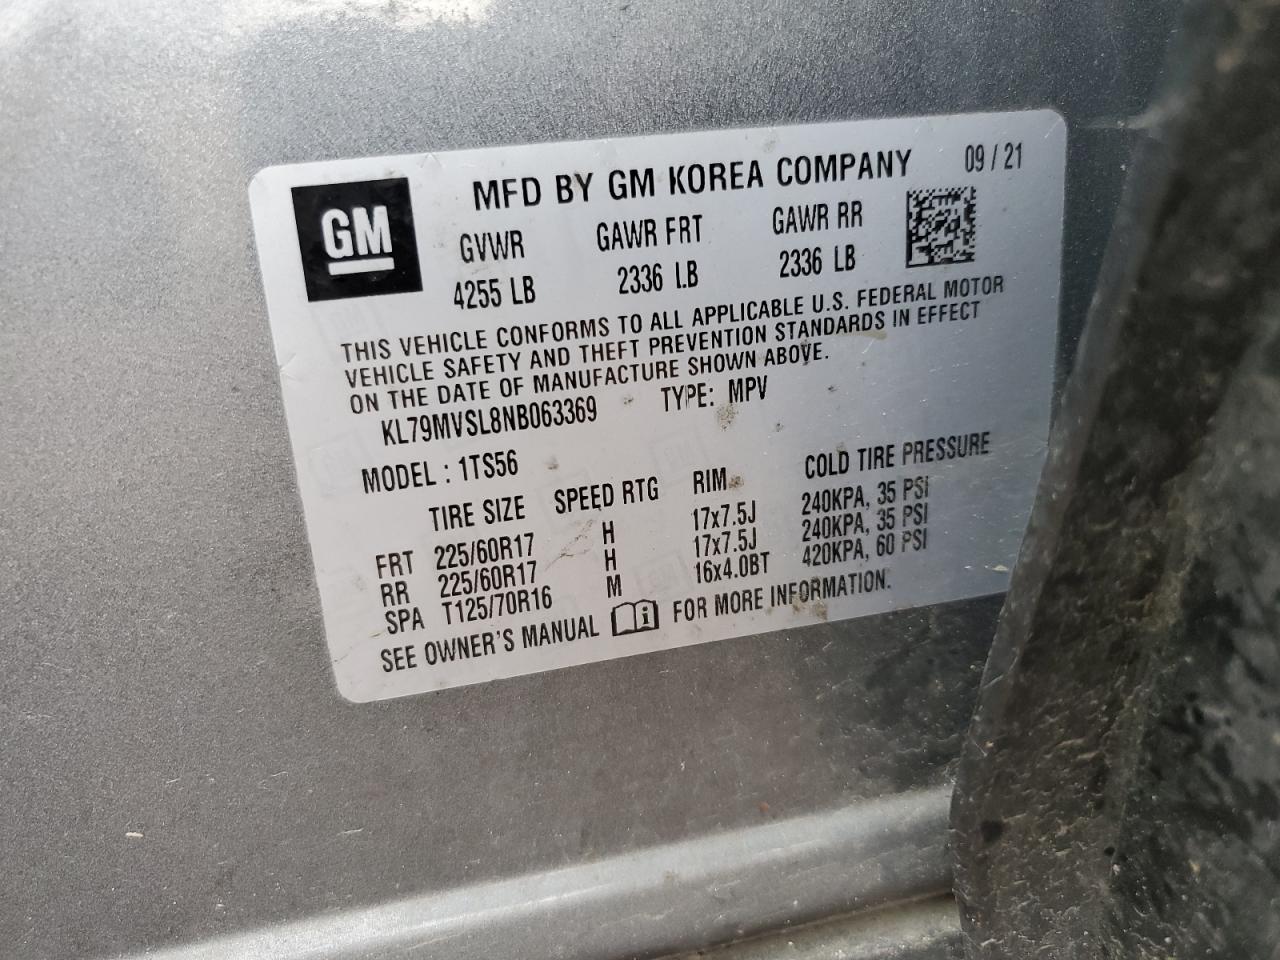 GM
MFD BY GM KOREA COMPANY 09 / 21
GVWR GAWR FRT GAWR RR
4255 LB 2336 LB 2336 LB
THIS VEHICLE CONFORMS TO ALL APPLICABLE U.S. FEDERAL MOTOR
VEHICLE SAFETY AND THEFT PREVENTION STANDARDS IN EFFECT
ON THE DATE OF MANUFACTURE SHOWN ABOVE.
KL79MVSL8NB063369 TYPE: MPV
MODEL : 1TS56
TIRE SIZE SPEED RTG RIM COLD TIRE PRESSURE
FRT 225/60R17 H 17x7.5J 240KPA, 35 PSI
RR 225/60R17 H 17x7.5J 240KPA, 35 PSI
SPA T125/70R16 M 16x4.0BT 420KPA, 60 PSI
SEE OWNER'S MANUAL i FOR MORE INFORMATION.